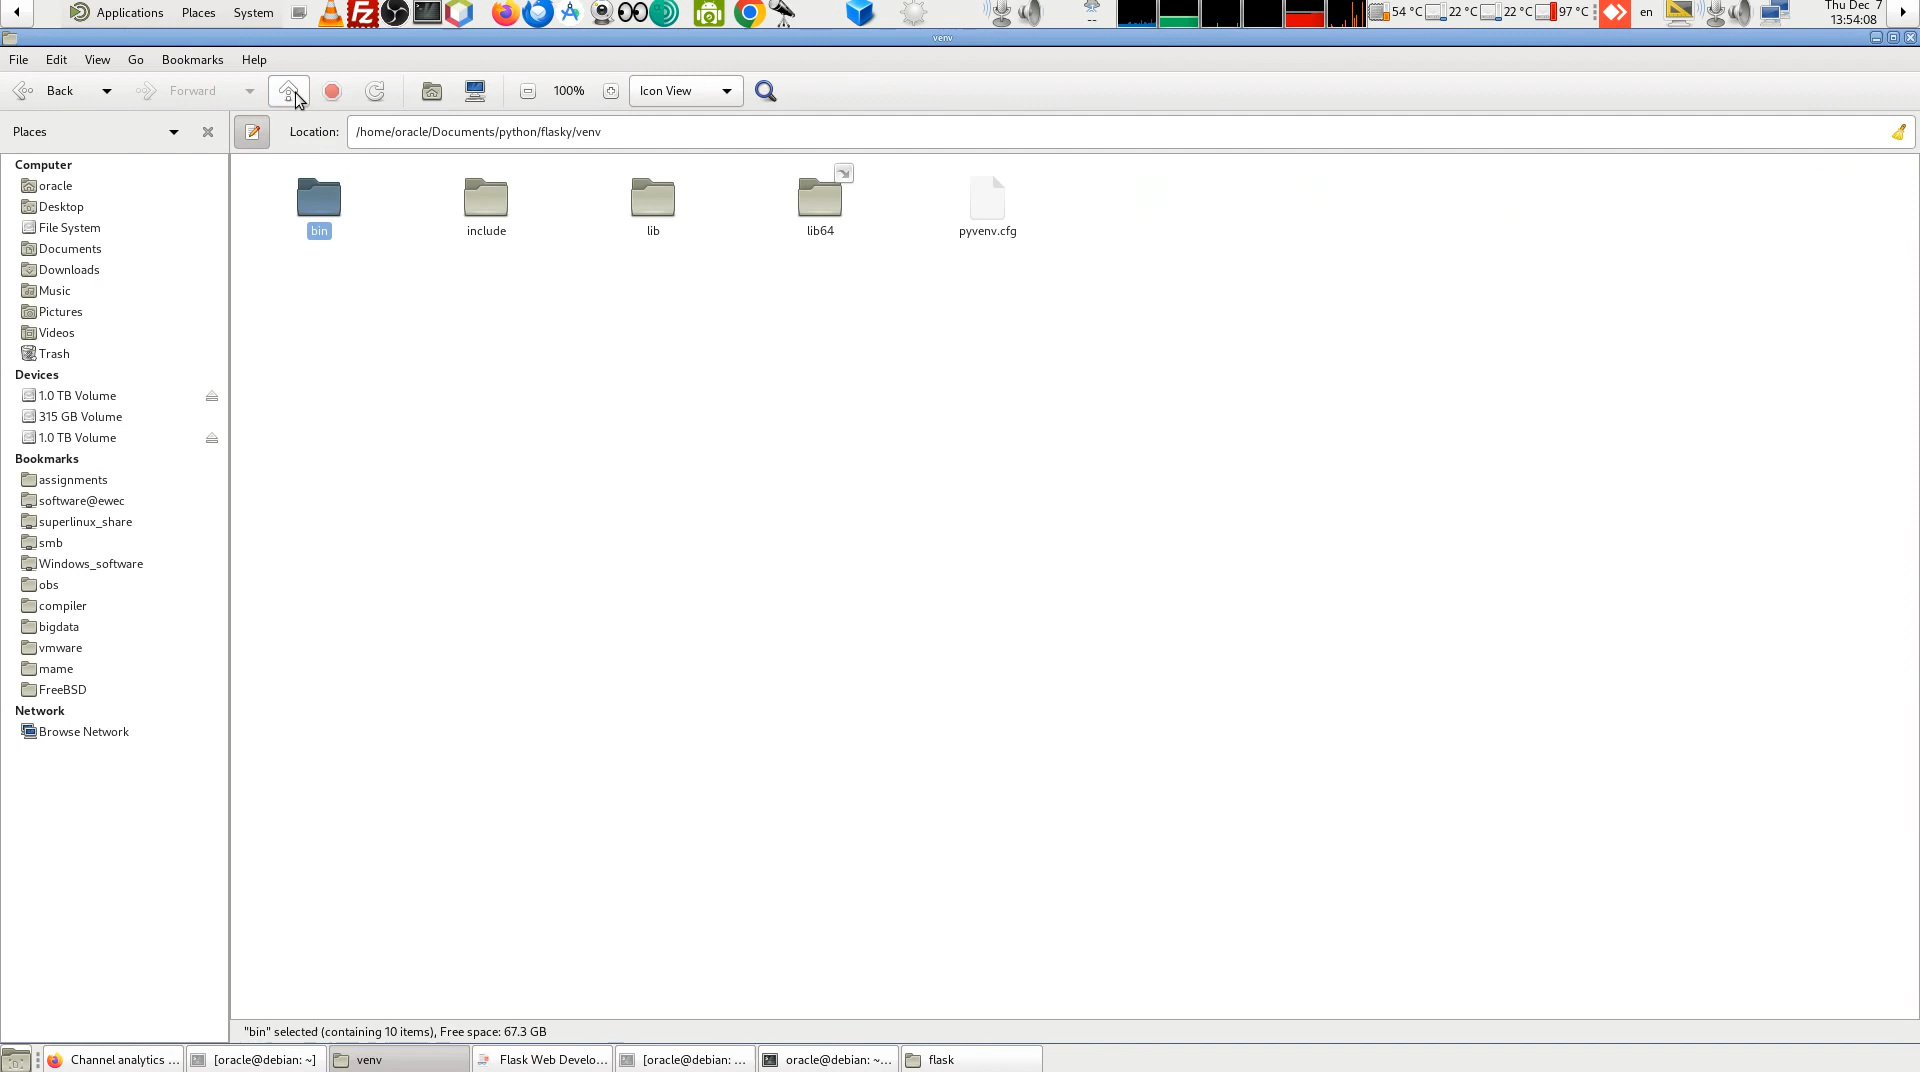 Applications Places System 54 °C 22 °C 22 °C 97 °C en Thu Dec 7
13:54:08
venv
File Edit View Go Bookmarks Help
Back Forward 100% Icon View
Places Location: /home/oracle/Documents/python/flasky/venv
Computer
oracle
Desktop
File System
Documents
Downloads
Music
Pictures
Videos
Trash
Devices
1.0 TB Volume
315 GB Volume
1.0 TB Volume
Bookmarks
assignments
software@ewec
superlinux_share
smb
Windows_software
obs
compiler
bigdata
vmware
mame
FreeBSD
Network
Browse Network
bin include lib lib64 pyvenv.cfg
"bin" selected (containing 10 items), Free space: 67.3 GB
Channel analytics ... [oracle@debian: ~] venv Flask Web Develo... [oracle@debian: ... oracle@debian: ~... flask